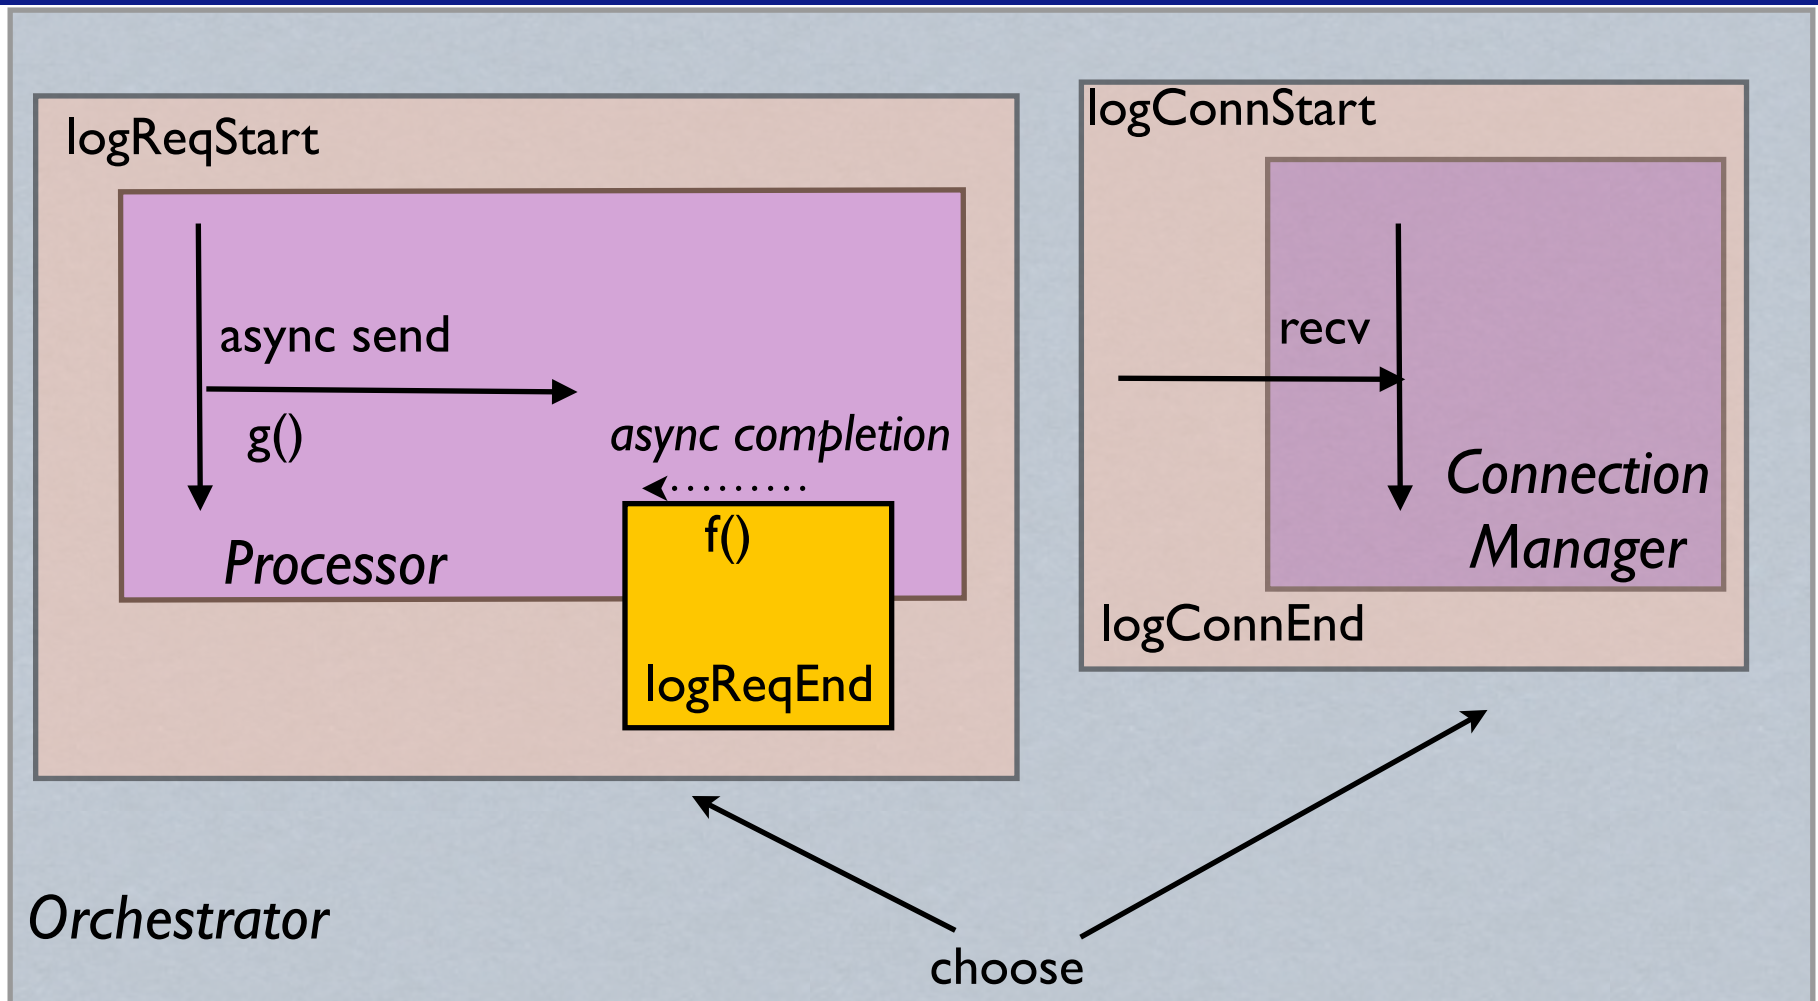 logReqStart
async send
g()
async completion
f()
Processor
logReqEnd
logConnStart
recv
Connection
Manager
logConnEnd
Orchestrator
choose